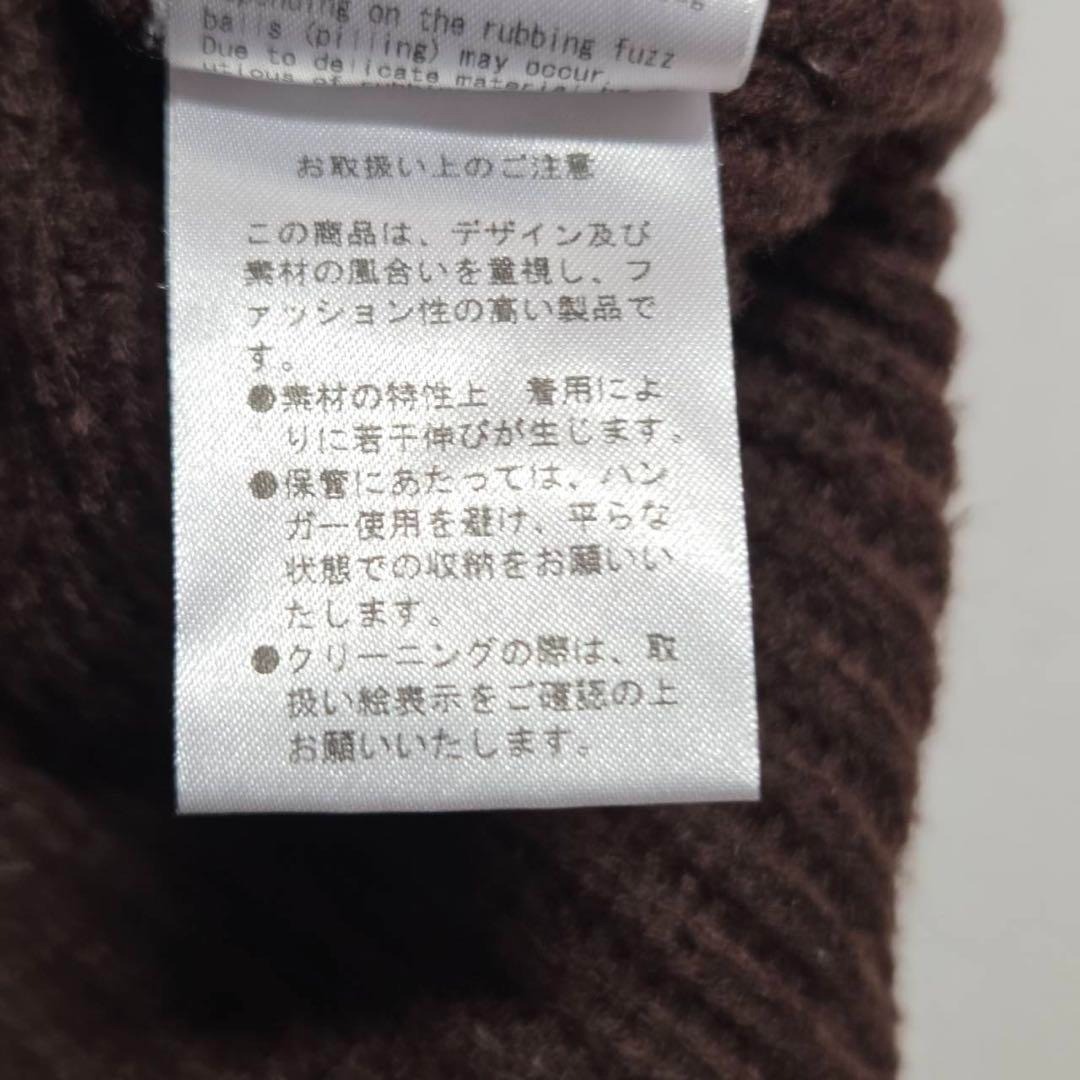 on the rubbing fuzz
balls (pilling) may occur.
Due to delicate material
お取扱い上のご注意
この商品は、デザイン及び
素材の風合いを重視し、フ
ァッション性の高い製品で
す。
●素材の特性上 着用によ
りに若干伸びが生じます。
●保管にあたっては、ハン
ガー使用を避け、平らな
状態での収納をお願いい
たします。
●クリーニングの際は、取
扱い絵表示をご確認の上
お願いいたします。